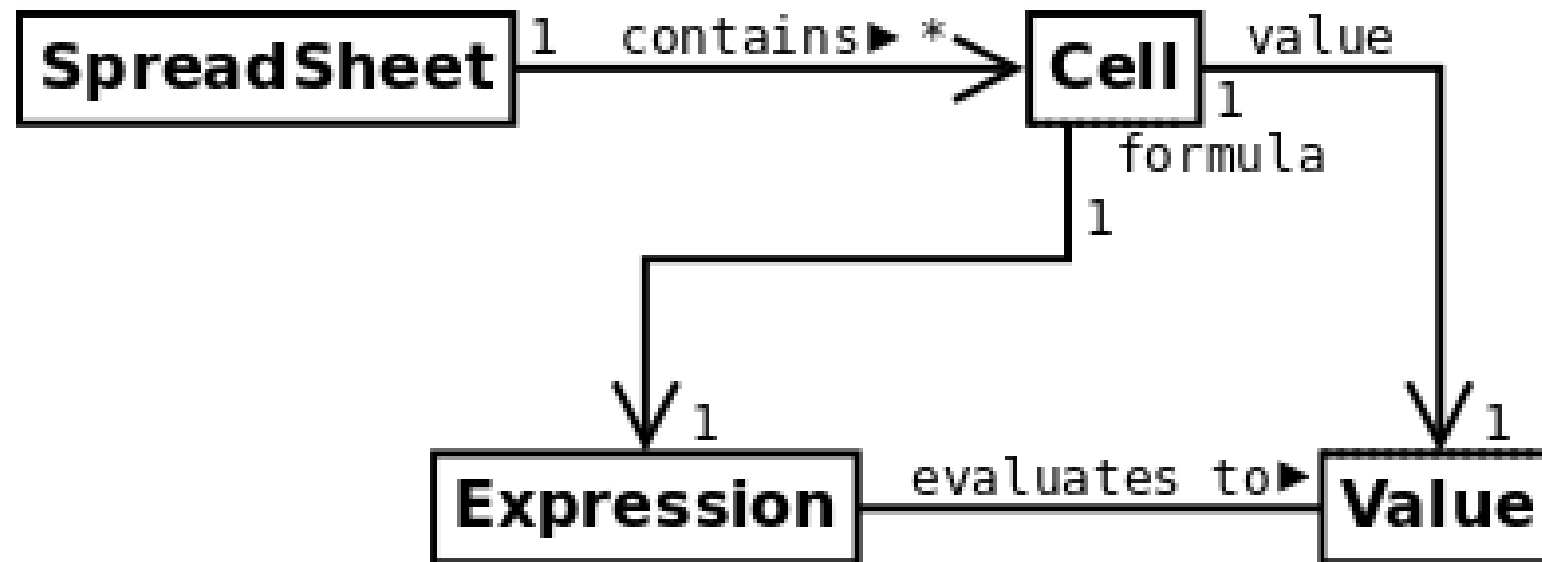 SpreadSheet 1 contains▶ * Cell value
1
formula
1
1 1
Expression evaluates to▶ Value